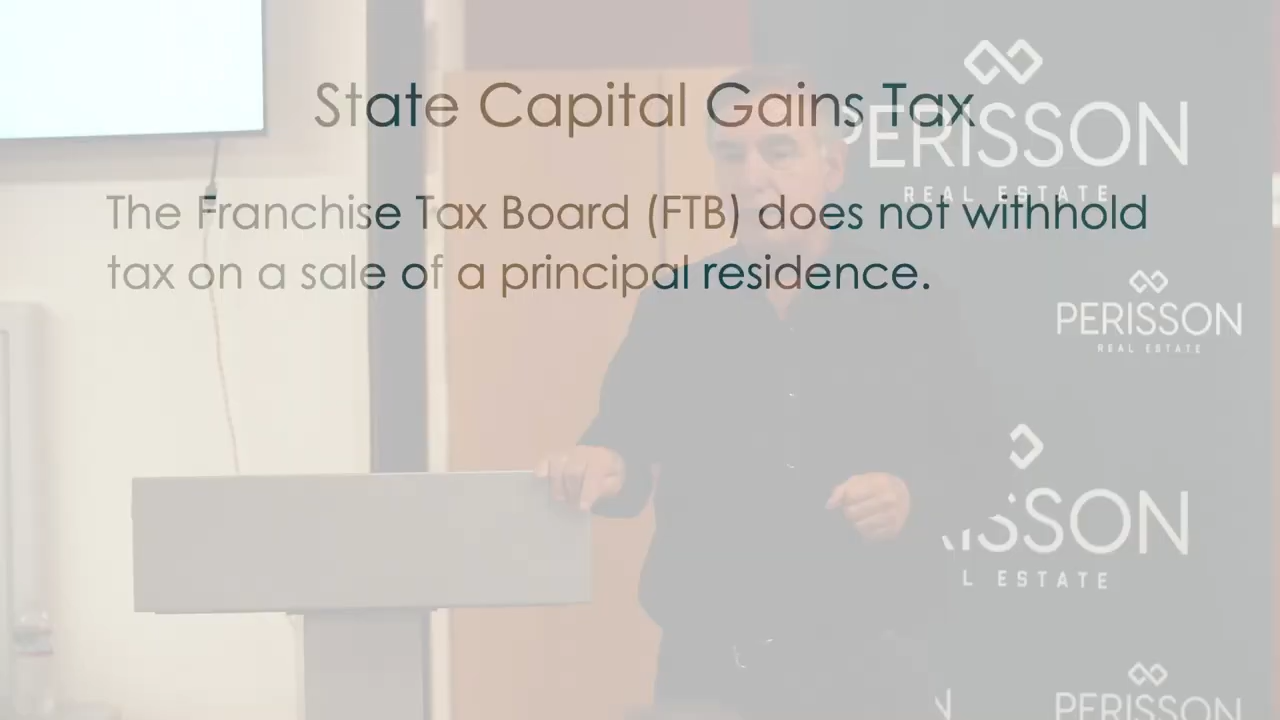 State Capital Gains Tax
The Franchise Tax Board (FTB) does not withhold
tax on a sale of a principal residence.
PERISSON
REAL ESTATE
PERISSON
REAL ESTATE
SSON
L ESTATE
N
PERISSON